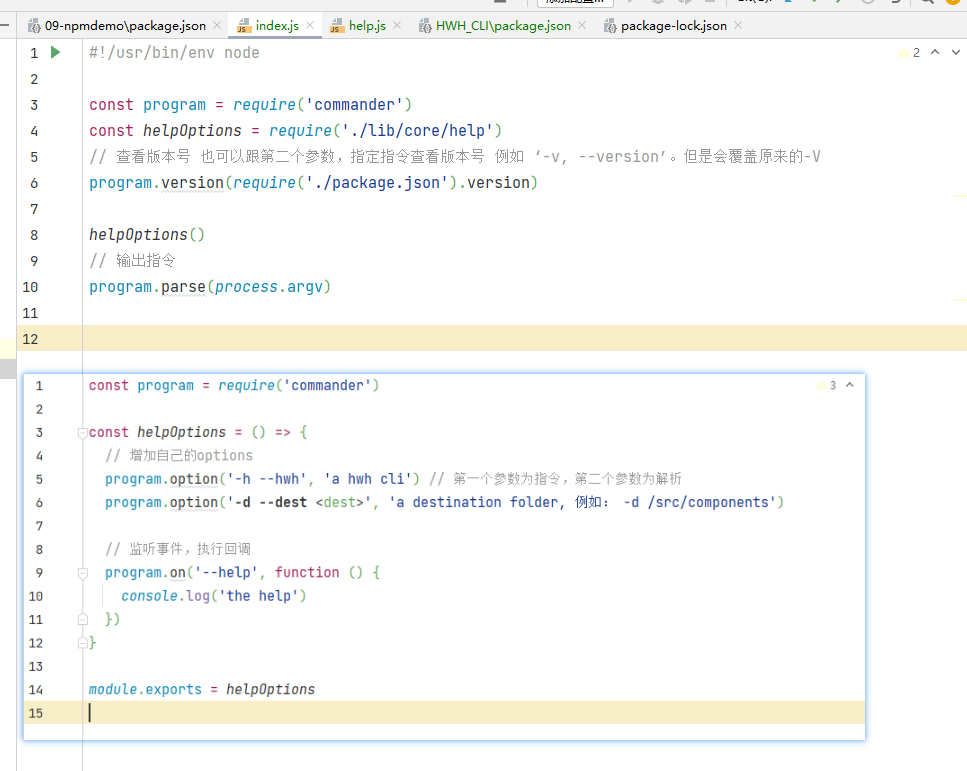 09-npmdemo\package.json index.js help.js HWH_CLI\package.json package-lock.json
1 #!/usr/bin/env node 2
2
3 const program = require('commander')
4 const helpOptions = require('./lib/core/help')
5 // 查看版本号 也可以跟第二个参数，指定指令查看版本号 例如 ‘-v, --version’。但是会覆盖原来的-V
6 program.version(require('./package.json').version)
7
8 helpOptions()
9 // 输出指令
10 program.parse(process.argv)
11
12
1 const program = require('commander') 3
2
3 const helpOptions = () => {
4 // 增加自己的options
5 program.option('-h --hwh', 'a hwh cli') // 第一个参数为指令，第二个参数为解析
6 program.option('-d --dest <dest>', 'a destination folder, 例如： -d /src/components')
7
8 // 监听事件，执行回调
9 program.on('--help', function () {
10 console.log('the help')
11 })
12 }
13
14 module.exports = helpOptions
15